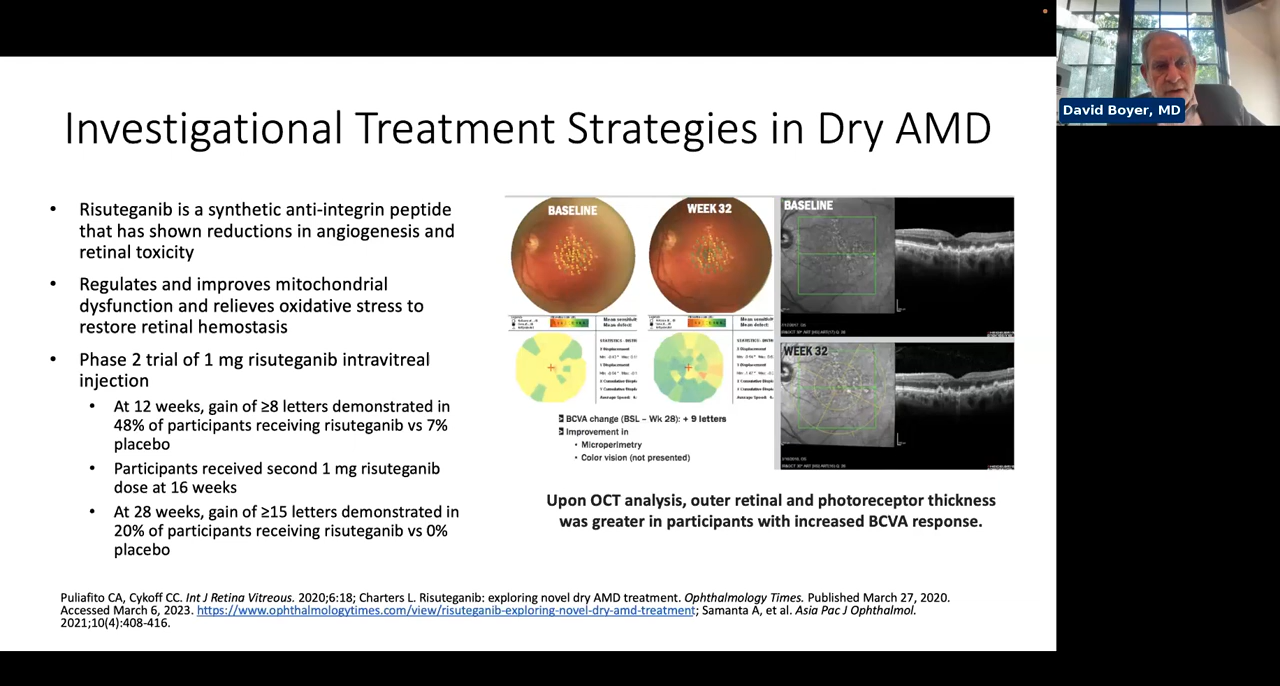 David Boyer, MD
Investigational Treatment Strategies in Dry AMD
• Risuteganib is a synthetic anti-integrin peptide
that has shown reductions in angiogenesis and
retinal toxicity
• Regulates and improves mitochondrial
dysfunction and relieves oxidative stress to
restore retinal hemostasis
• Phase 2 trial of 1 mg risuteganib intravitreal
injection
• At 12 weeks, gain of ≥8 letters demonstrated in
48% of participants receiving risuteganib vs 7%
placebo
• Participants received second 1 mg risuteganib
dose at 16 weeks
• At 28 weeks, gain of ≥15 letters demonstrated in
20% of participants receiving risuteganib vs 0%
placebo
BASELINE
WEEK 32
Mean sensitivit
Mean defect:
Mean sensitivity
Mean defect:
BCVA change (BSL – Wk 28): + 9 letters
Improvement in
• Microperimetry
• Color vision (not presented)
BASELINE
WEEK 32
Upon OCT analysis, outer retinal and photoreceptor thickness
was greater in participants with increased BCVA response.
Puliafito CA, Cykoff CC. Int J Retina Vitreous. 2020;6:18; Charters L. Risuteganib: exploring novel dry AMD treatment. Ophthalmology Times. Published March 27, 2020.
Accessed March 6, 2023. https://www.ophthalmologytimes.com/view/risuteganib-exploring-novel-dry-amd-treatment; Samanta A, et al. Asia Pac J Ophthalmol.
2021;10(4):408-416.